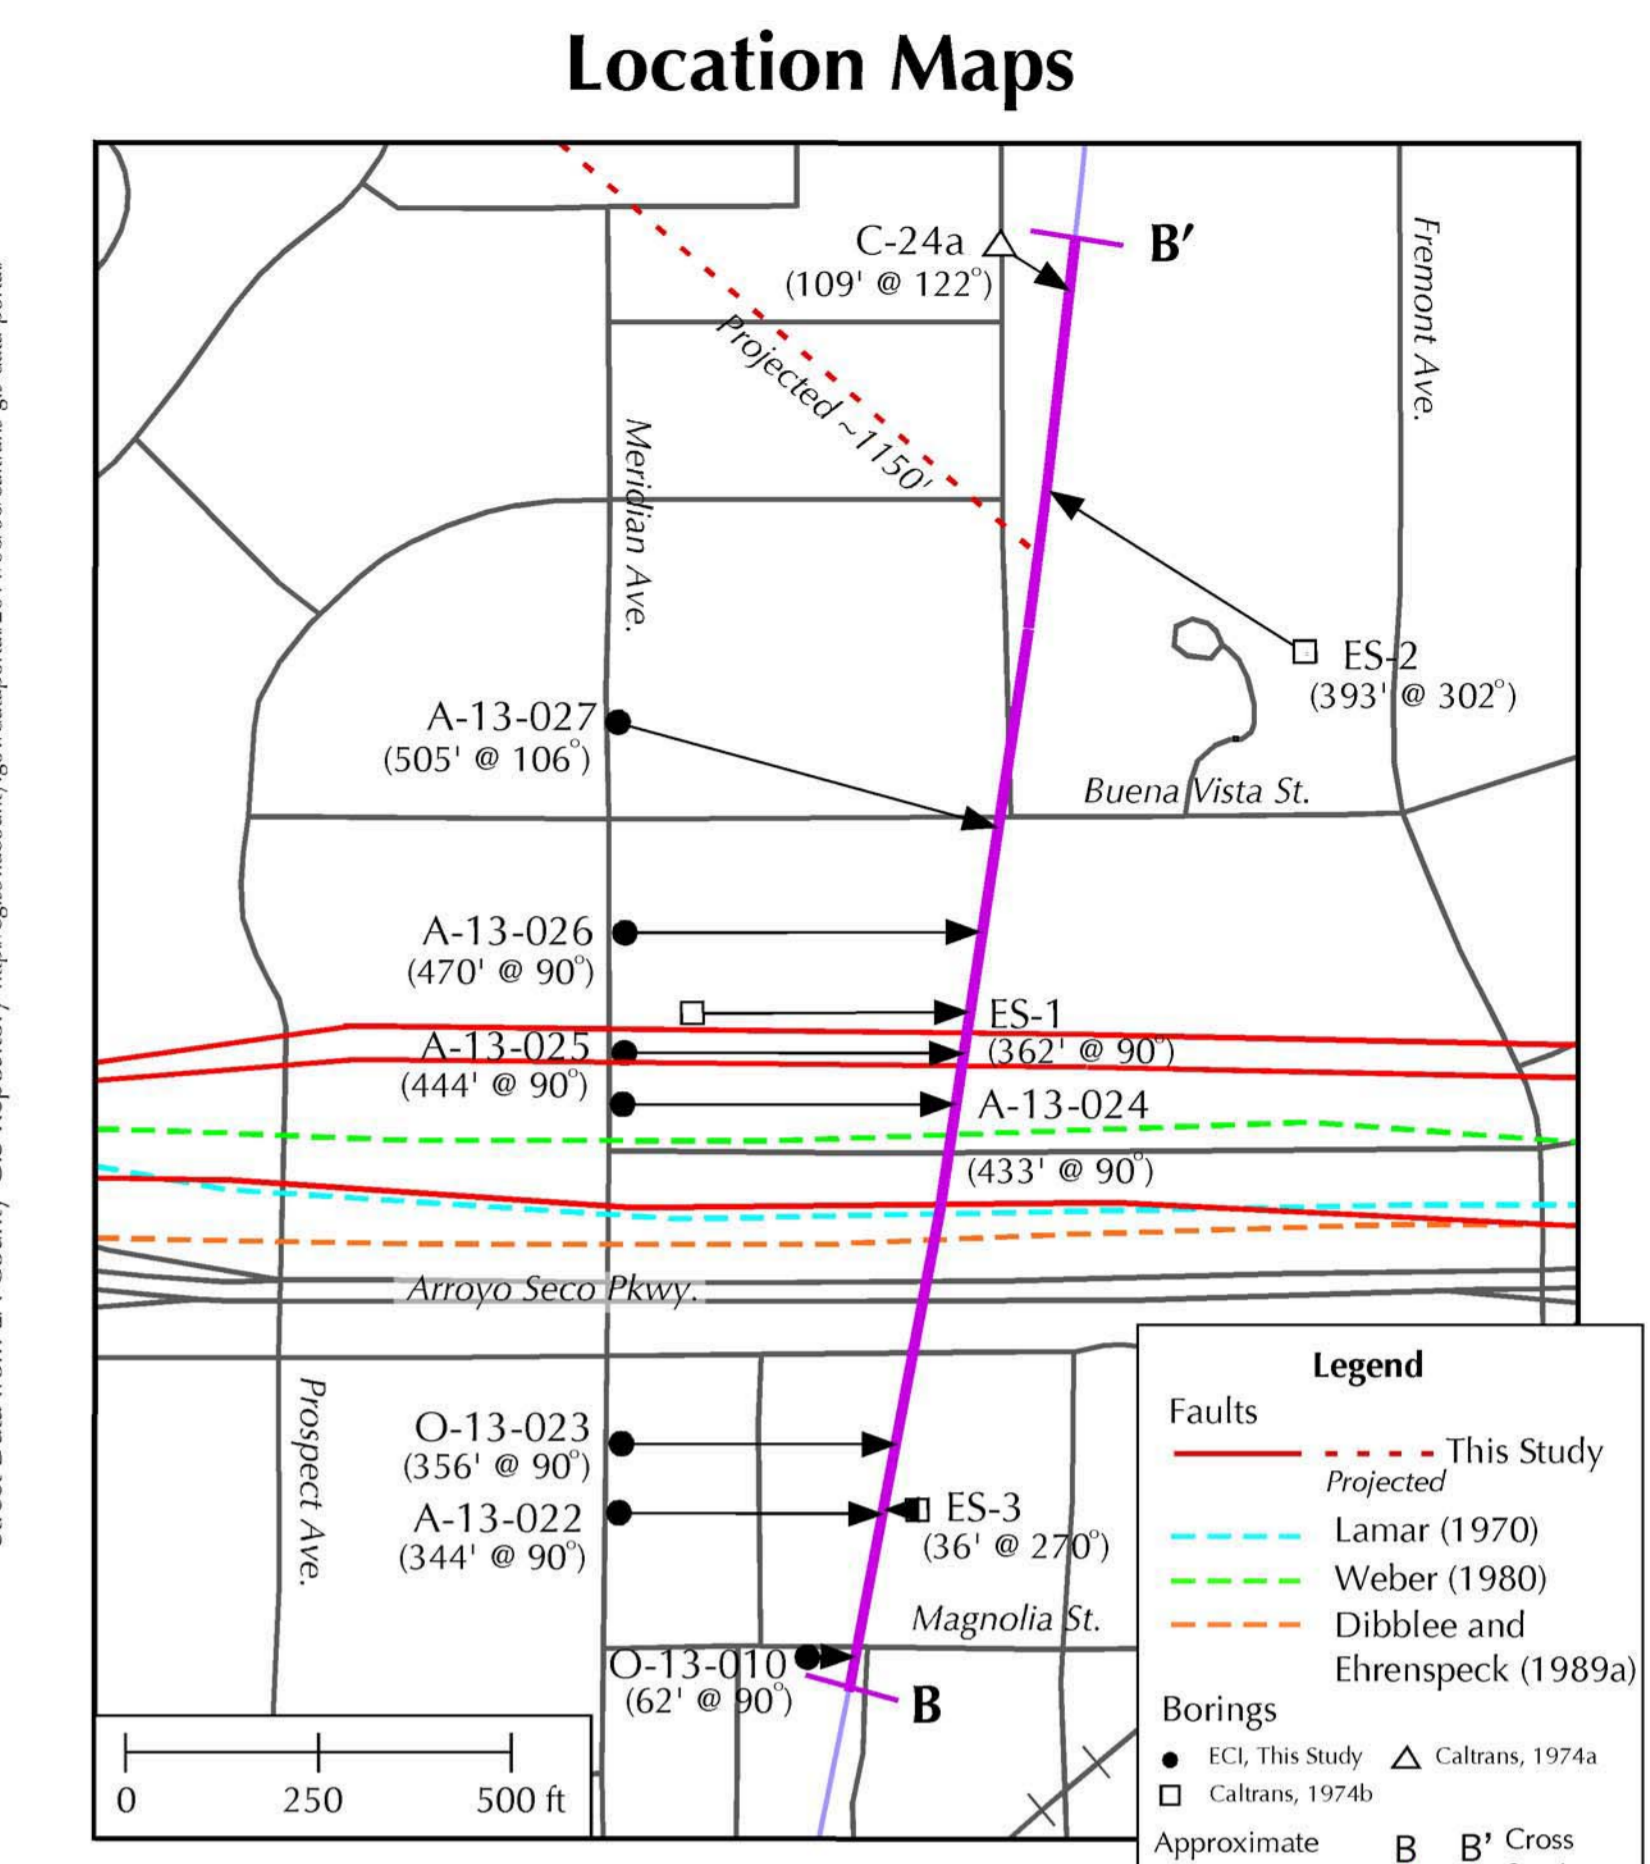 Location Maps
C-24a
(109' @ 122°)
B'
Fremont Ave.
Projected ~1150'
Meridian Ave.
ES-2
(393' @ 302°)
A-13-027
(505' @ 106°)
Buena Vista St.
A-13-026
(470' @ 90°)
ES-1
(362' @ 90°)
A-13-025
(444' @ 90°)
A-13-024
(433' @ 90°)
Arroyo Seco Pkwy.
Prospect Ave.
O-13-023
(356' @ 90°)
A-13-022
(344' @ 90°)
ES-3
(36' @ 270°)
Magnolia St.
O-13-010
(62' @ 90°)
B
0 250 500 ft
Legend
Faults
This Study
Projected
Lamar (1970)
Weber (1980)
Dibblee and
Ehrenspeck (1989a)
Borings
ECI, This Study Caltrans, 1974a
Caltrans, 1974b
Approximate B B' Cross